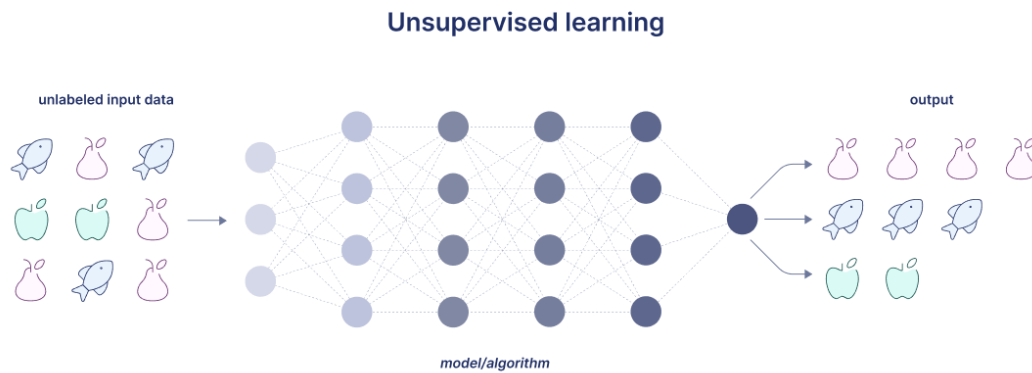 Unsupervised learning
unlabeled input data
output
model/algorithm